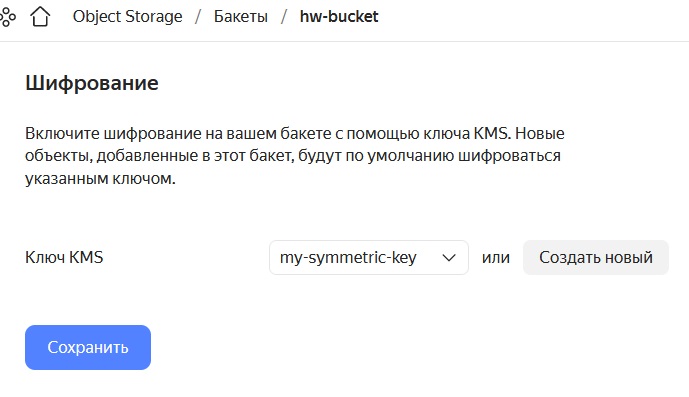 Object Storage / Бакеты / hw-bucket
Шифрование
Включите шифрование на вашем бакете с помощью ключа KMS. Новые
объекты, добавленные в этот бакет, будут по умолчанию шифроваться
указанным ключом.
Ключ KMS my-symmetric-key или Создать новый
Сохранить